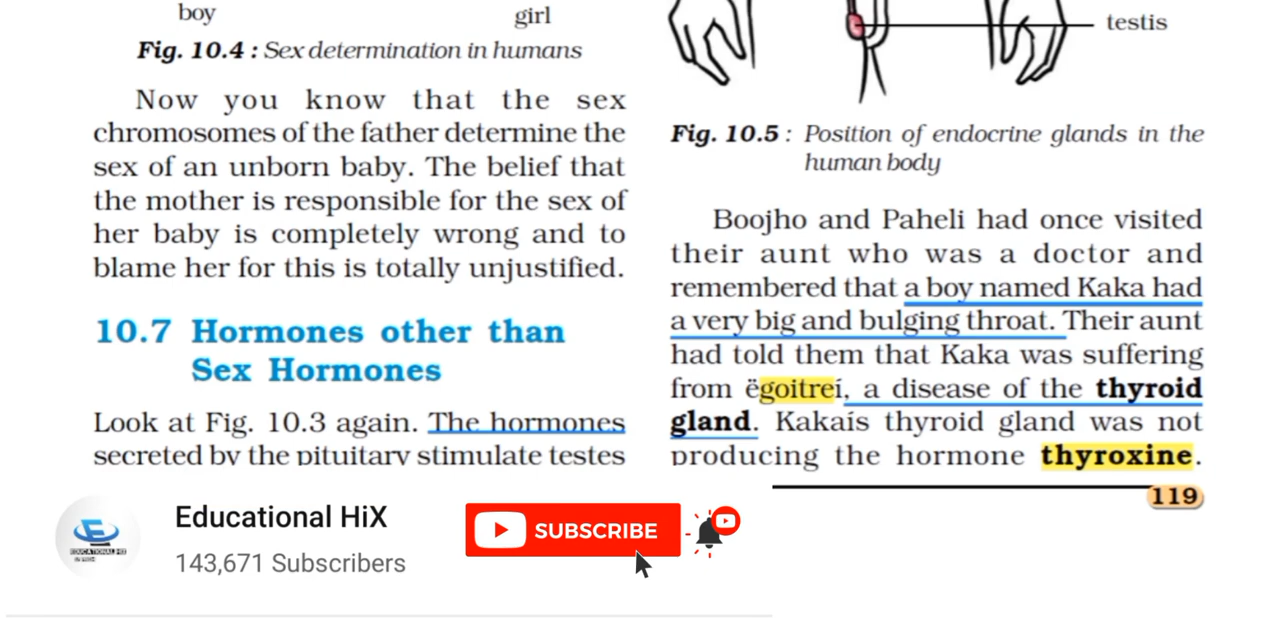 boy
girl
Fig. 10.4 : Sex determination in humans
Now you know that the sex
chromosomes of the father determine the
sex of an unborn baby. The belief that
the mother is responsible for the sex of
her baby is completely wrong and to
blame her for this is totally unjustified.
10.7 Hormones other than
Sex Hormones
Look at Fig. 10.3 again. The hormones
secreted by the pituitary stimulate testes
testis
Fig. 10.5 : Position of endocrine glands in the
human body
Boojho and Paheli had once visited
their aunt who was a doctor and
remembered that a boy named Kaka had
a very big and bulging throat. Their aunt
had told them that Kaka was suffering
from ëgoitreí, a disease of the thyroid
gland. Kakaís thyroid gland was not
producing the hormone thyroxine.
119
E
EDUCATIONAL HIX
Educational HiX
143,671 Subscribers
SUBSCRIBE